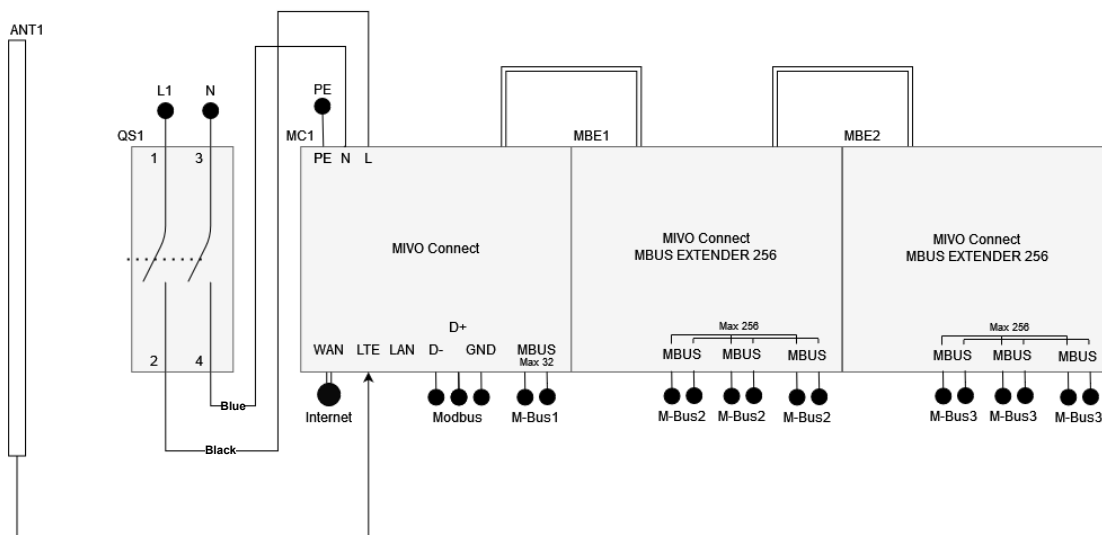 ANT1
L1 N
PE
QS1
MC1
MBE1
MBE2
1 3
PE N L
MIVO Connect
MIVO Connect
MBUS EXTENDER 256
MIVO Connect
MBUS EXTENDER 256
D+
Max 256
Max 256
2 4
WAN LTE LAN D- GND MBUS
Max 32
MBUS MBUS MBUS
MBUS MBUS MBUS
Blue
Internet
Modbus
M-Bus1
M-Bus2 M-Bus2 M-Bus2
M-Bus3 M-Bus3 M-Bus3
Black